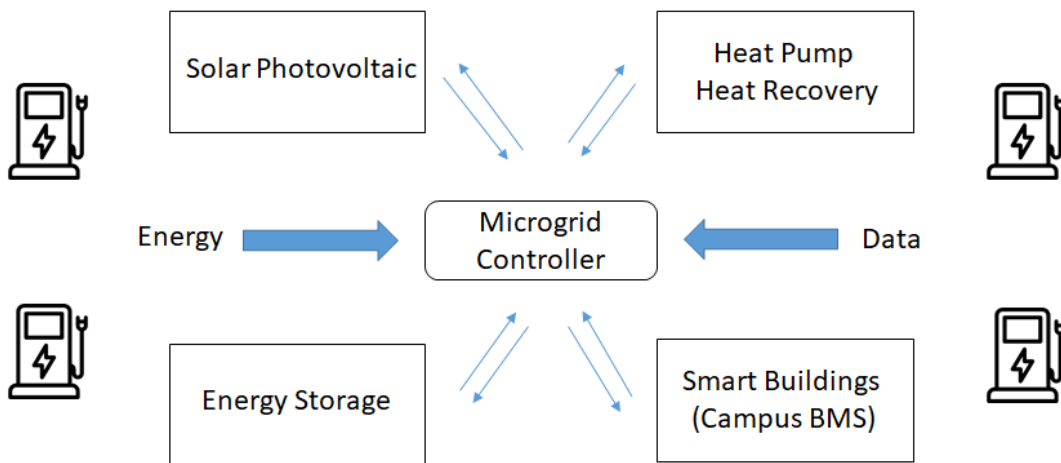 Solar Photovoltaic
Heat Pump
Heat Recovery
Energy
Microgrid
Controller
Data
Energy Storage
Smart Buildings
(Campus BMS)